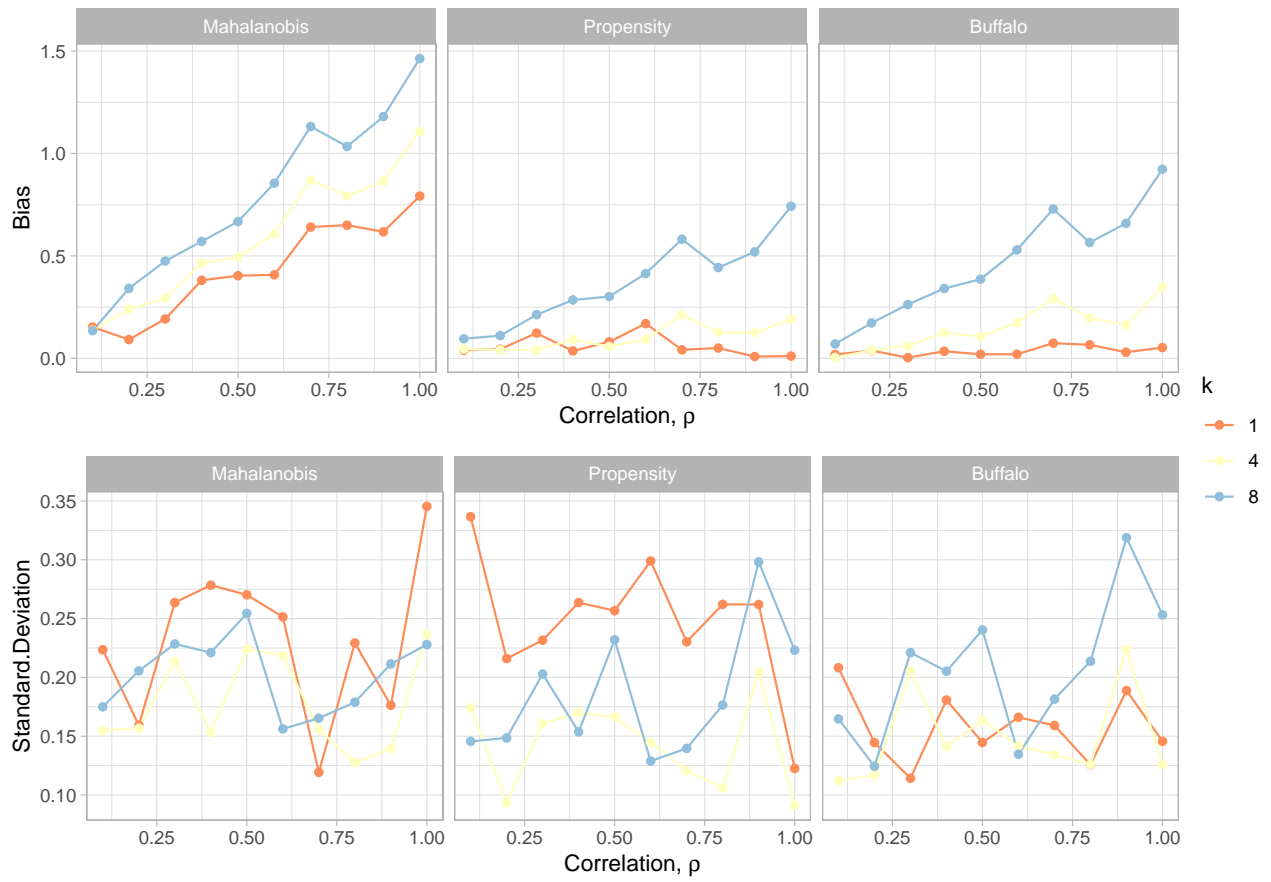 Mahalanobis Propensity Buffalo
1.5
1.0
0.5
0.0
Bias
0.25 0.50 0.75 1.00 0.25 0.50 0.75 1.00 0.25 0.50 0.75 1.00
Correlation, ρ
k
1
4
8
Mahalanobis Propensity Buffalo
0.35
0.30
0.25
0.20
0.15
0.10
Standard.Deviation
0.25 0.50 0.75 1.00 0.25 0.50 0.75 1.00 0.25 0.50 0.75 1.00
Correlation, ρ